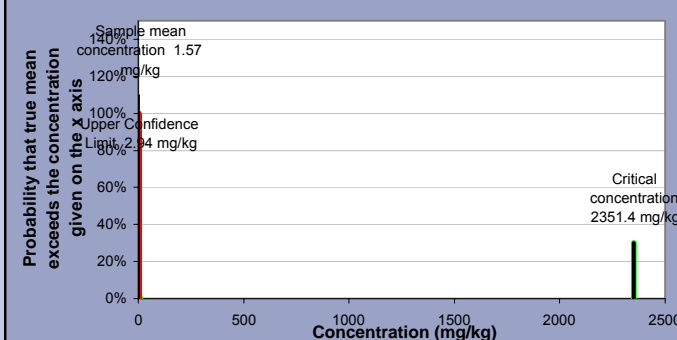 Probability that true mean
exceeds the concentration
given on the x axis
140%
120%
100%
80%
60%
40%
20%
0%
Sample mean
concentration 1.57
mg/kg
Upper Confidence
Limit 2.94 mg/kg
Critical
concentration
2351.4 mg/kg
0
500
1000
1500
2000
2500
Concentration (mg/kg)